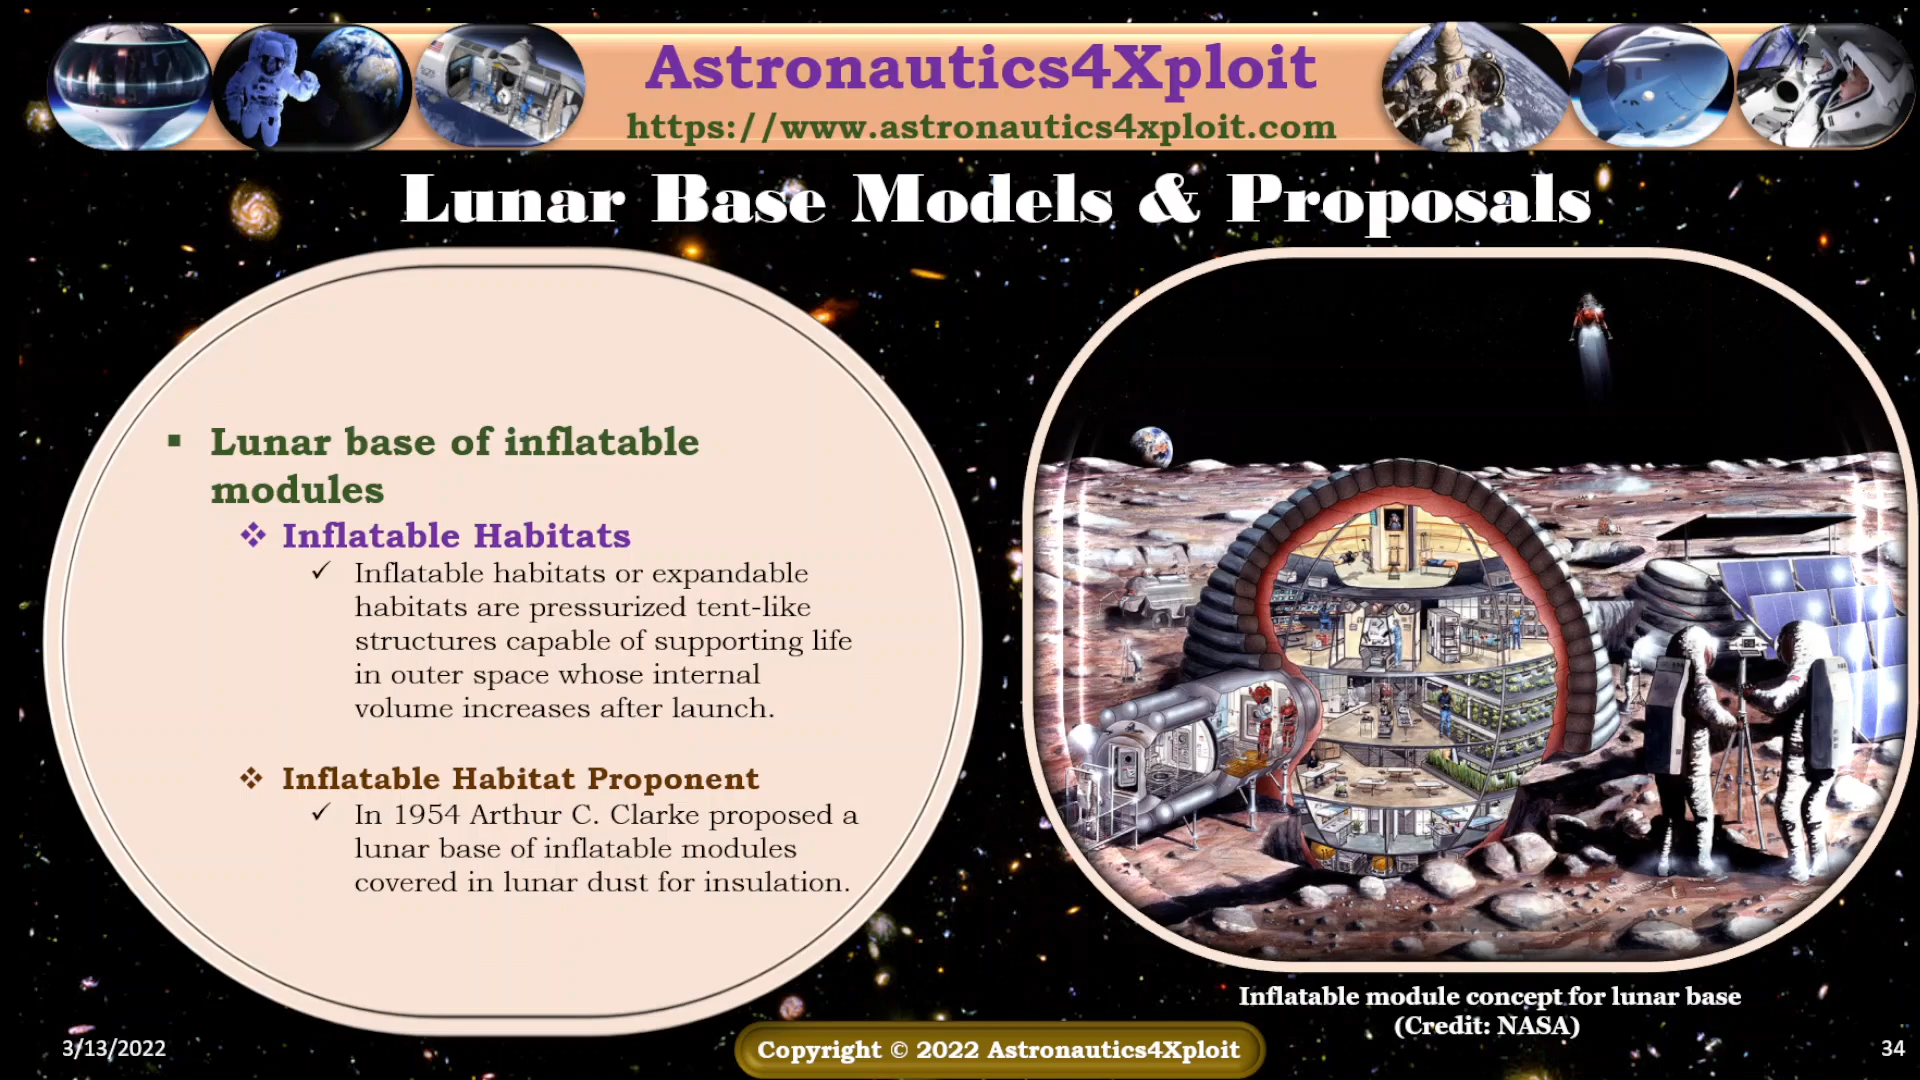 Astronautics4Xploit
https://www.astronautics4xploit.com
Lunar Base Models & Proposals
▪ Lunar base of inflatable
modules
❖ Inflatable Habitats
✓ Inflatable habitats or expandable
habitats are pressurized tent-like
structures capable of supporting life
in outer space whose internal
volume increases after launch.
❖ Inflatable Habitat Proponent
✓ In 1954 Arthur C. Clarke proposed a
lunar base of inflatable modules
covered in lunar dust for insulation.
Inflatable module concept for lunar base
(Credit: NASA)
3/13/2022
Copyright © 2022 Astronautics4Xploit
34